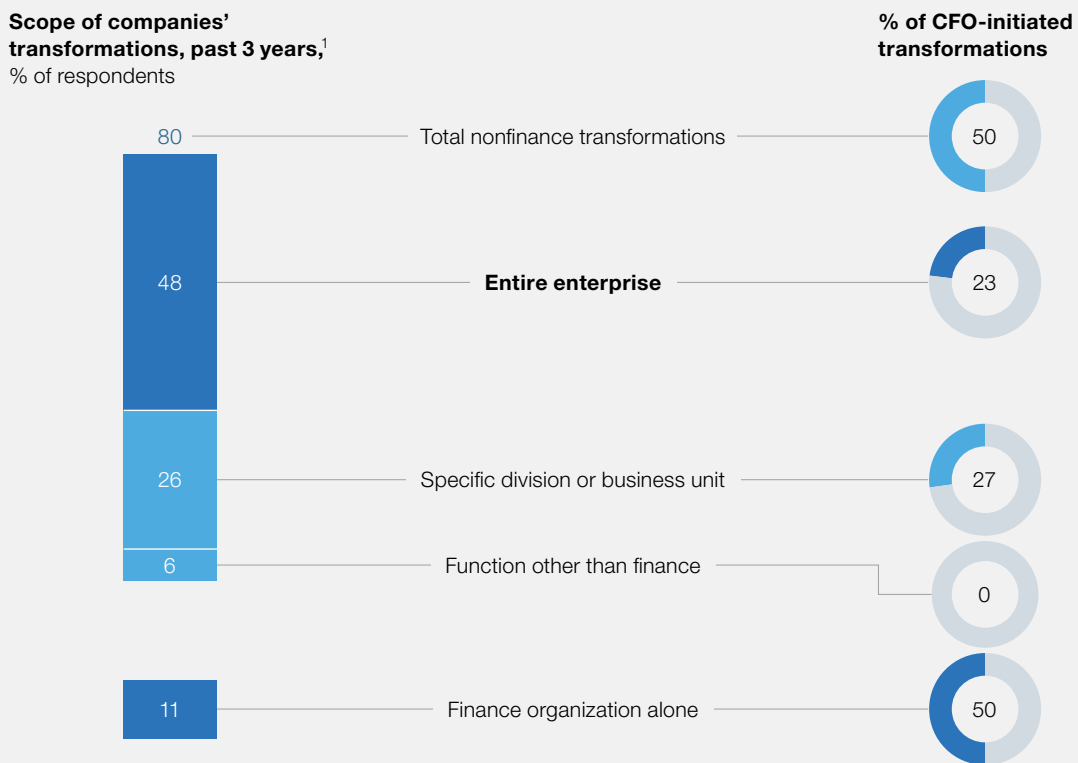 Scope of companies’
transformations, past 3 years,1
% of respondents
% of CFO-initiated
transformations
80
Total nonfinance transformations
50
48
Entire enterprise
23
26
Specific division or business unit
27
6
Function other than finance
0
11
Finance organization alone
50